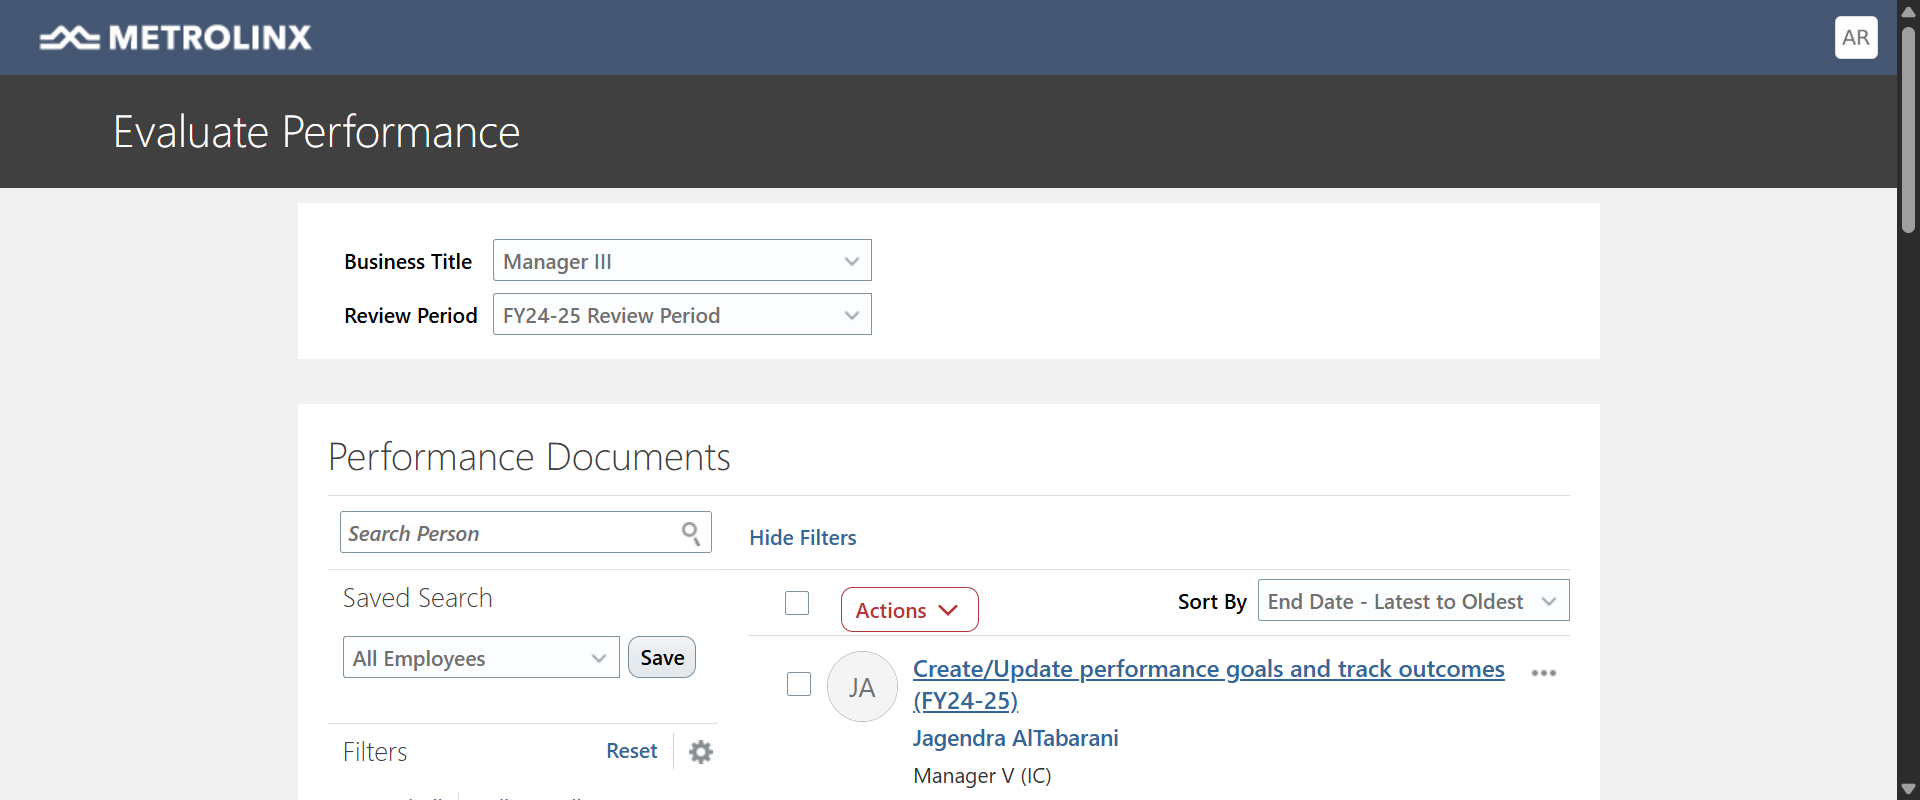 METROLINX
AR
Evaluate Performance
Business Title
Manager III
Review Period
FY24-25 Review Period
Performance Documents
Search Person
Hide Filters
Saved Search
Actions
Sort By
End Date - Latest to Oldest
All Employees
Save
JA
Create/Update performance goals and track outcomes
(FY24-25)
Jagendra AlTabarani
Manager V (IC)
Filters
Reset